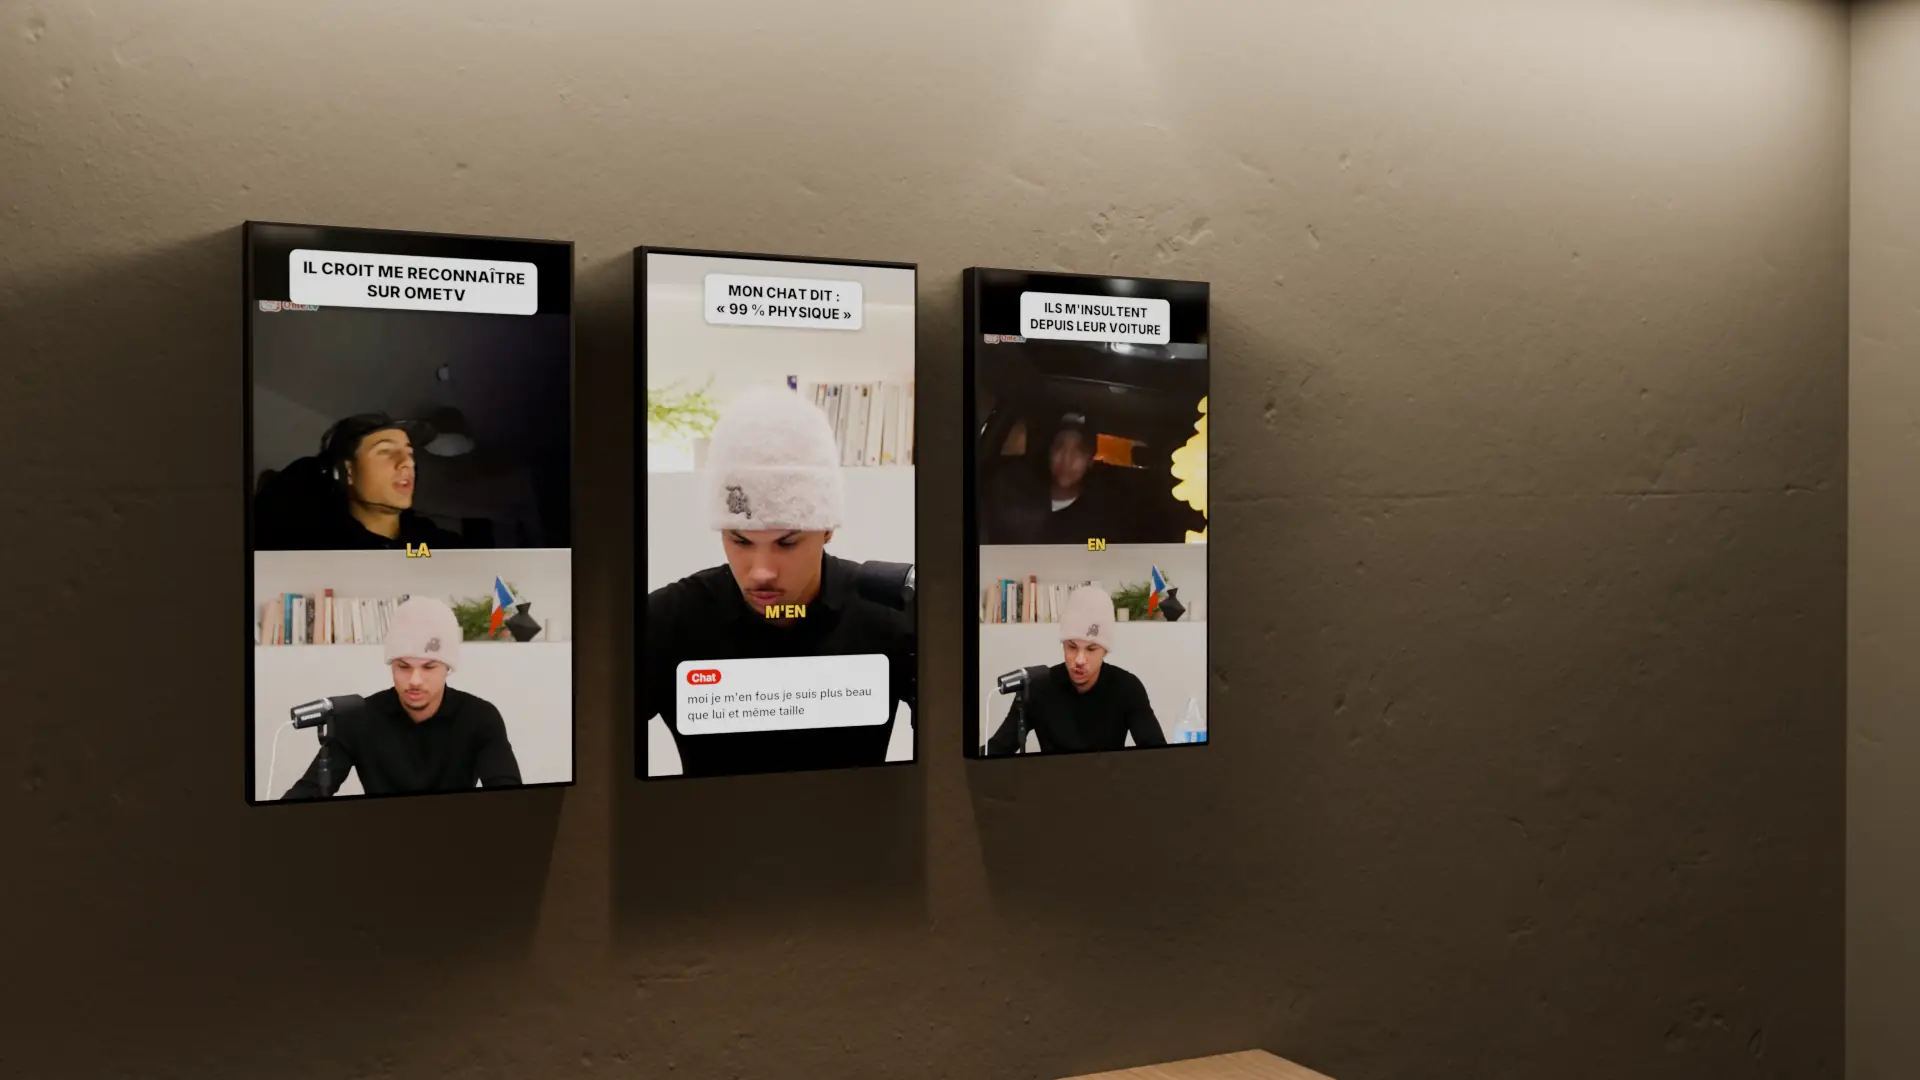 IL CROIT ME RECONNAÎTRE
SUR OMETV
LA
MON CHAT DIT :
« 99 % PHYSIQUE »
M'EN
Chat
moi je m'en fous je suis plus beau
que lui et même taille
ILS M'INSULTENT
DEPUIS LEUR VOITURE
EN